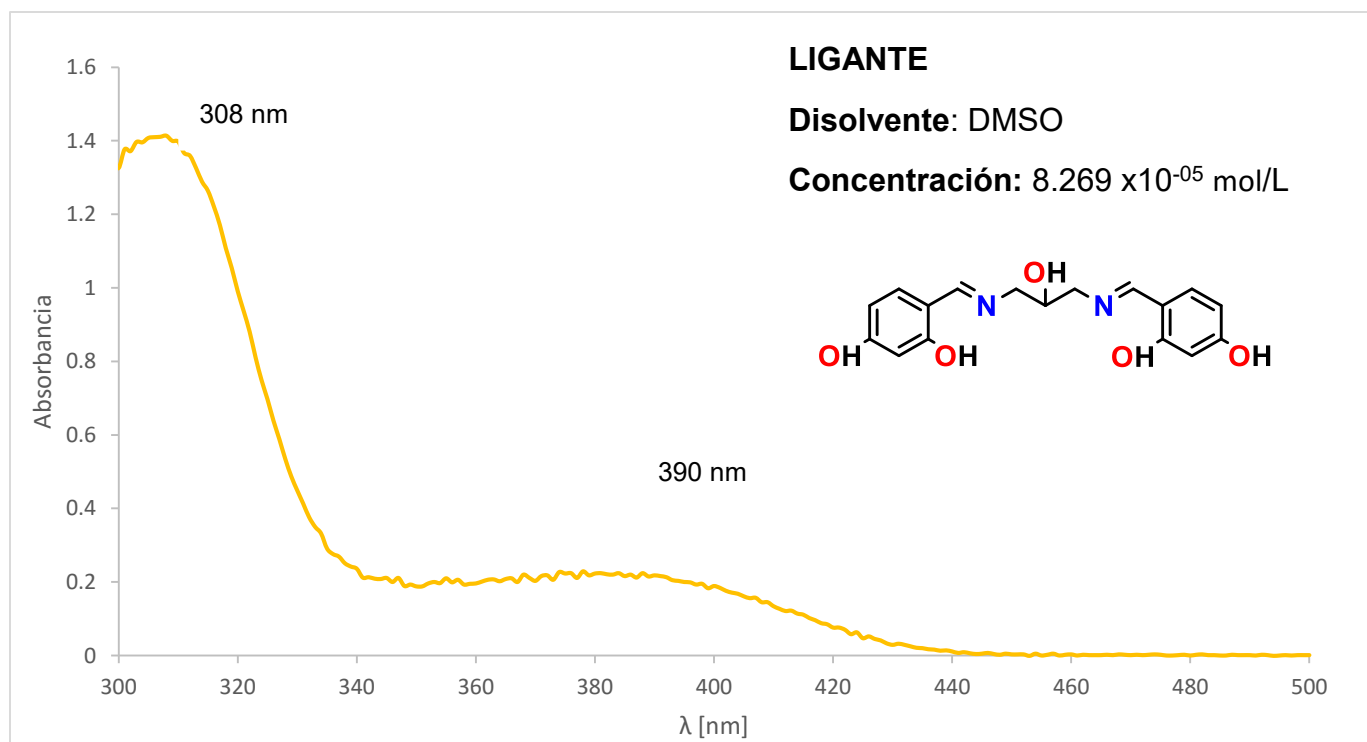 LIGANTE
Disolvente: DMSO
Concentración: 8.269 x10⁻⁰⁵ mol/L
308 nm
390 nm
OH
N
N
OH
OH
OH
OH
Absorbancia
1.6
1.4
1.2
1
0.8
0.6
0.4
0.2
0
300 320 340 360 380 400 420 440 460 480 500
λ [nm]